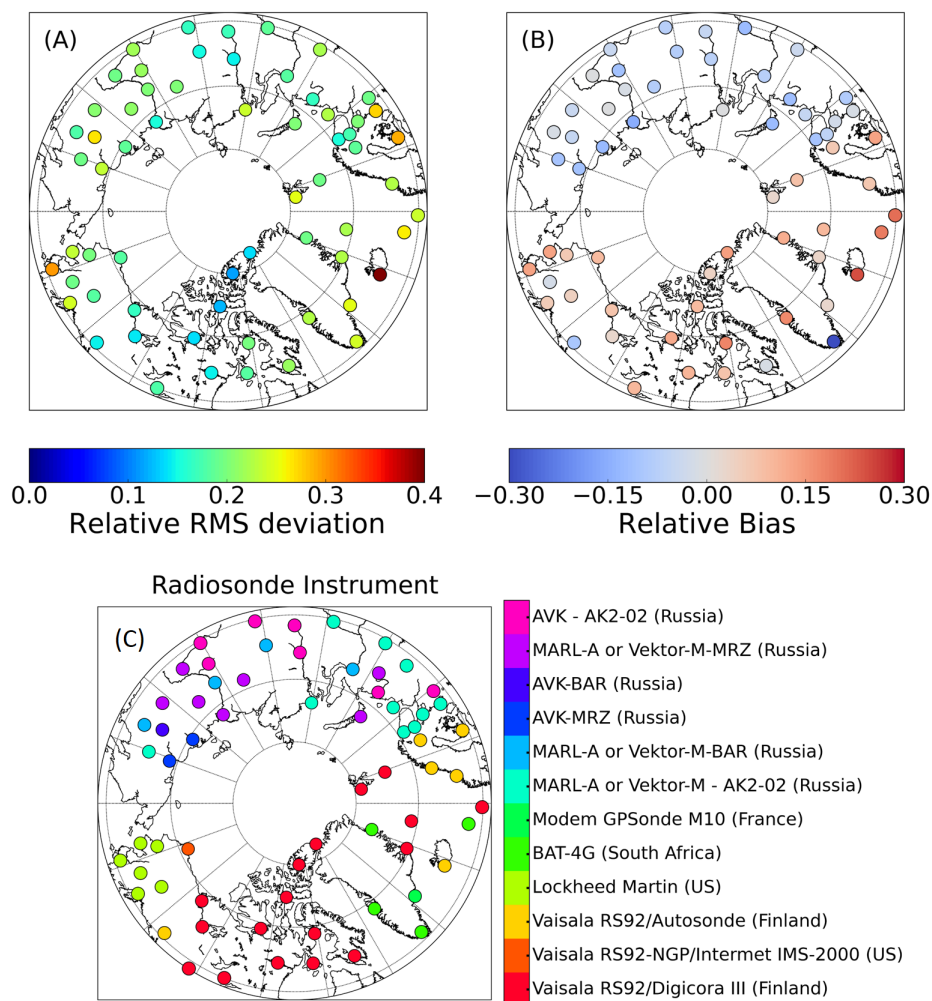 (A)
(B)
0.0 0.1 0.2 0.3 0.4
Relative RMS deviation
−0.30 −0.15 0.00 0.15 0.30
Relative Bias
Radiosonde Instrument
(C)
AVK - AK2-02 (Russia)
MARL-A or Vektor-M-MRZ (Russia)
AVK-BAR (Russia)
AVK-MRZ (Russia)
MARL-A or Vektor-M-BAR (Russia)
MARL-A or Vektor-M - AK2-02 (Russia)
Modem GPSonde M10 (France)
BAT-4G (South Africa)
Lockheed Martin (US)
Vaisala RS92/Autosonde (Finland)
Vaisala RS92-NGP/Internet IMS-2000 (US)
Vaisala RS92/Digicora III (Finland)